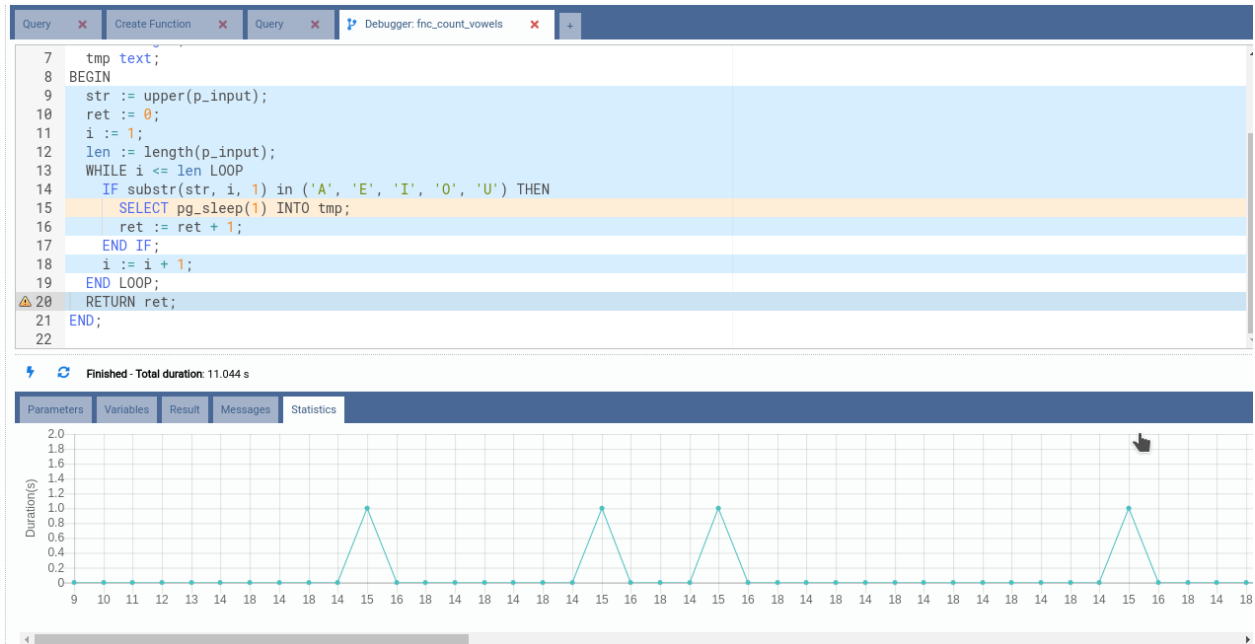 Query × Create Function × Query × Debugger: fnc_count_vowels × +
7 tmp text;
8 BEGIN
9 str := upper(p_input);
10 ret := 0;
11 i := 1;
12 len := length(p_input);
13 WHILE i <= len LOOP
14 IF substr(str, i, 1) in ('A', 'E', 'I', 'O', 'U') THEN
15 SELECT pg_sleep(1) INTO tmp;
16 ret := ret + 1;
17 END IF;
18 i := i + 1;
19 END LOOP;
20 RETURN ret;
21 END;
22
Finished - Total duration: 11.044 s
Parameters Variables Result Messages Statistics
Duration(s)
2.0
1.8
1.6
1.4
1.2
1.0
0.8
0.6
0.4
0.2
0
9 10 11 12 13 14 18 14 18 14 15 16 18 14 18 14 18 14 15 16 18 14 15 16 18 14 18 14 18 14 18 14 18 14 18 14 15 16 18 14 18